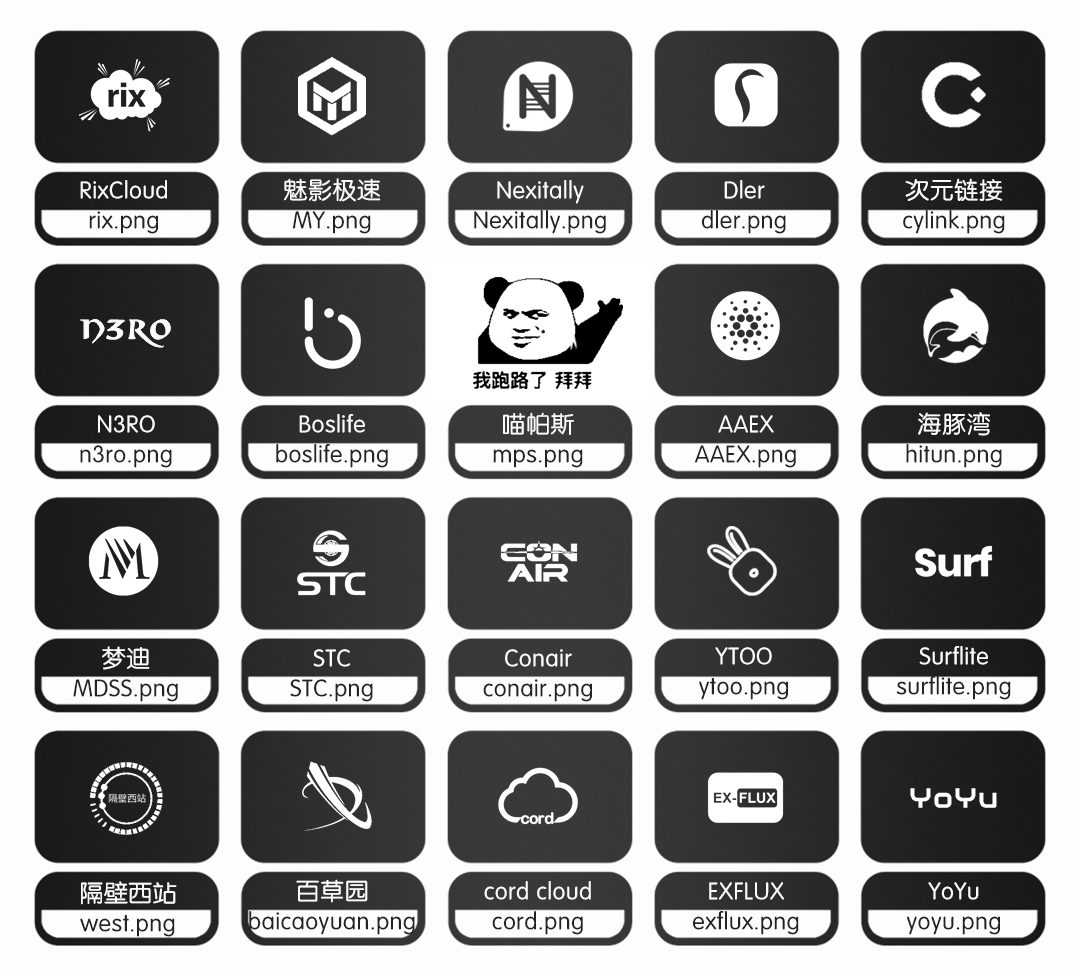 rix
RixCloud
rix.png
魅影极速
MY.png
N
Nexitally
Nexitally.png
Dler
dler.png
次元链接
cylink.png
n3RO
N3RO
n3ro.png
Boslife
boslife.png
我跑路了 拜拜
喵帕斯
mps.png
AAEX
AAEX.png
海豚湾
hitun.png
M
梦迪
MDSS.png
STC
STC
STC.png
CON
AIR
Conair
conair.png
YTOO
ytoo.png
Surf
Surflite
surflite.png
隔壁西站
隔壁西站
west.png
百草园
baicaoyuan.png
cord
cord cloud
cord.png
EX-FLUX
EXFLUX
exflux.png
YoYu
YoYu
yoyu.png